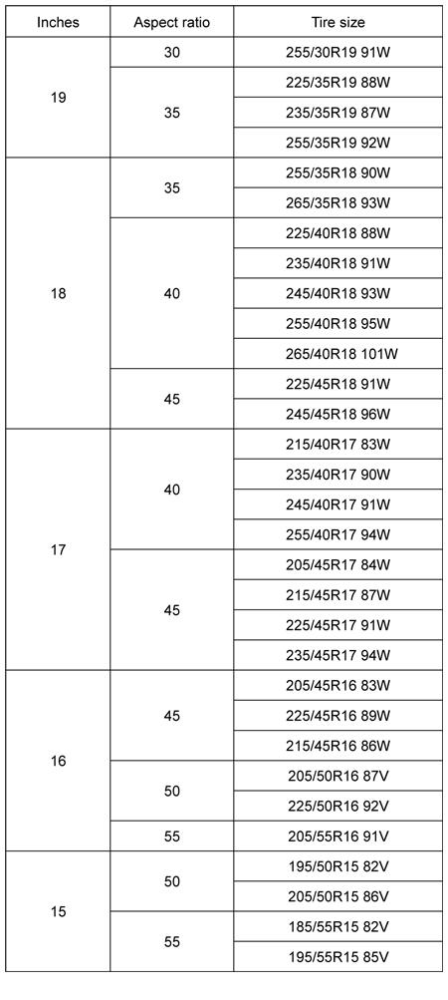 Inches Aspect ratio Tire size
19 30 255/30R19 91W
35 225/35R19 88W
235/35R19 87W
255/35R19 92W
18 35 255/35R18 90W
265/35R18 93W
40 225/40R18 88W
235/40R18 91W
245/40R18 93W
255/40R18 95W
265/40R18 101W
45 225/45R18 91W
245/45R18 96W
17 40 215/40R17 83W
235/40R17 90W
245/40R17 91W
255/40R17 94W
45 205/45R17 84W
215/45R17 87W
225/45R17 91W
235/45R17 94W
16 45 205/45R16 83W
225/45R16 89W
215/45R16 86W
50 205/50R16 87V
225/50R16 92V
55 205/55R16 91V
15 50 195/50R15 82V
205/50R15 86V
55 185/55R15 82V
195/55R15 85V